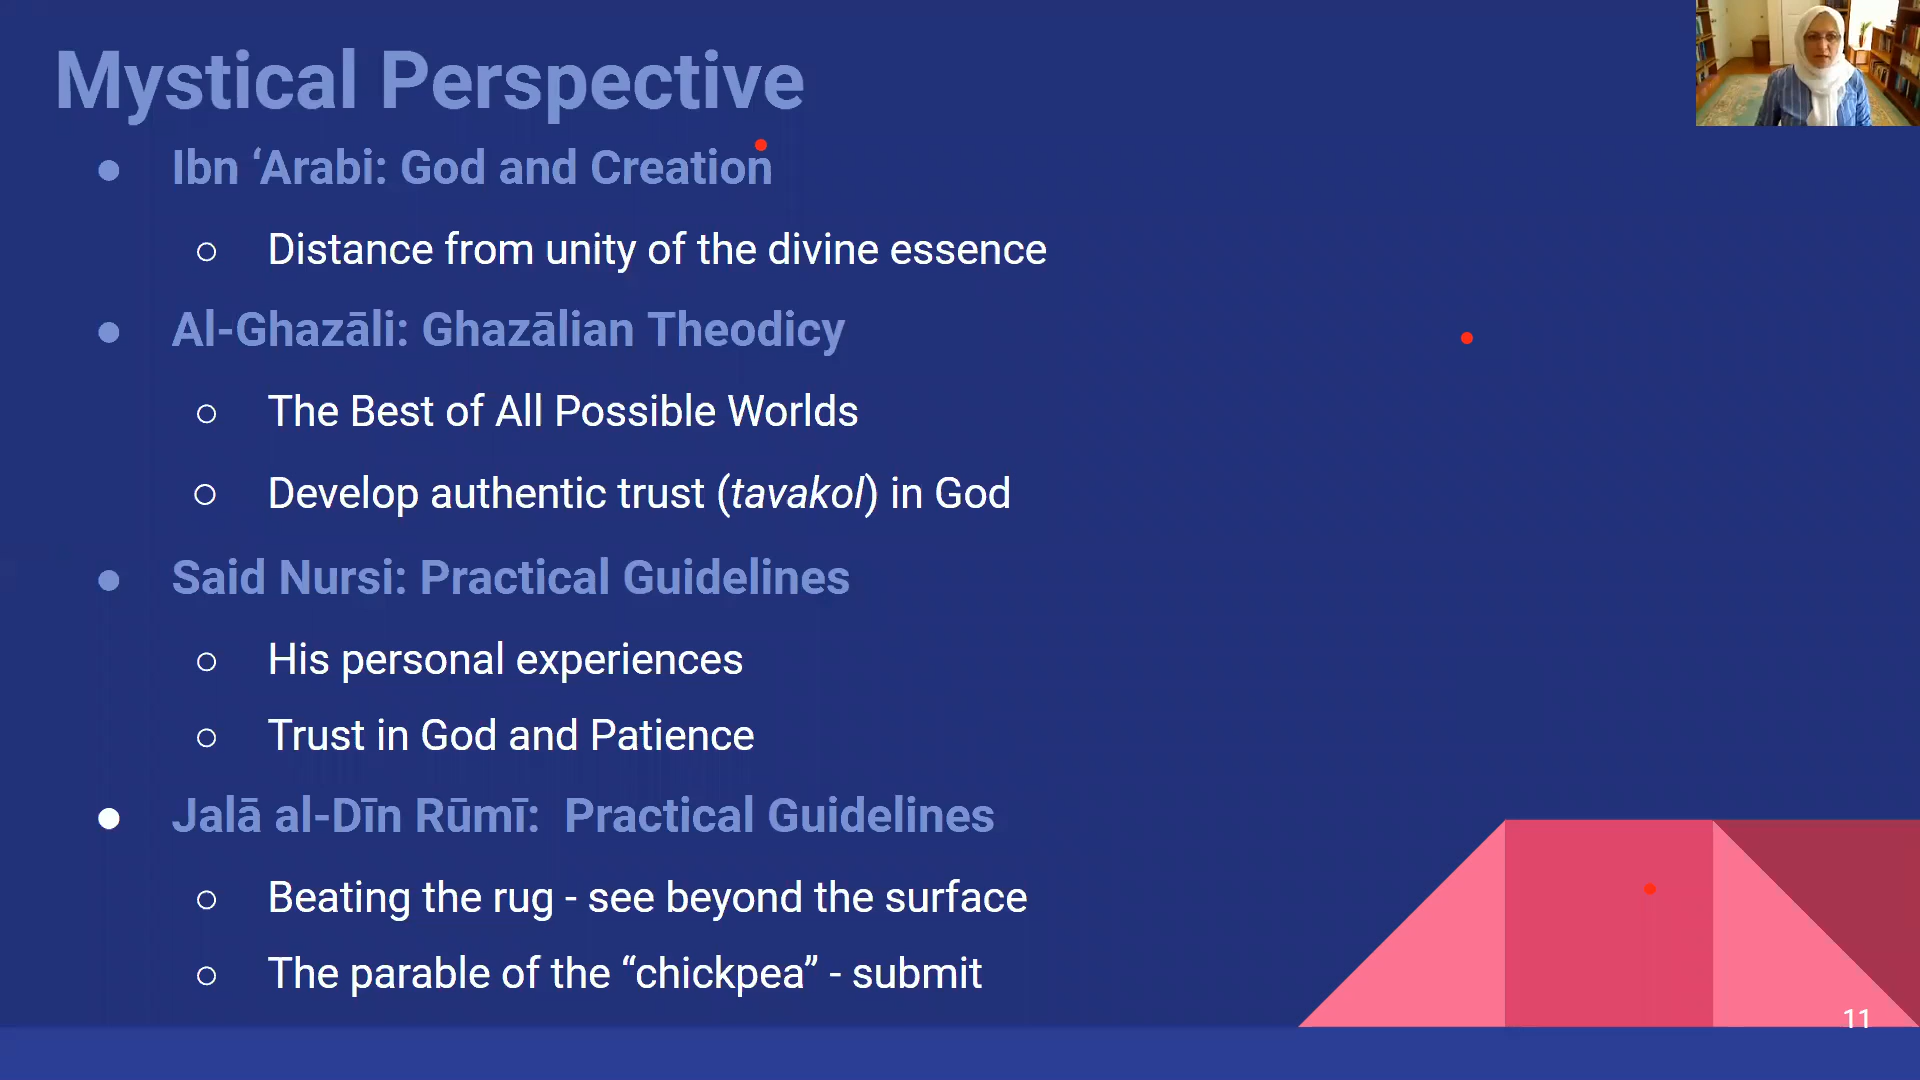 Mystical Perspective
● Ibn ‘Arabi: God and Creation
○ Distance from unity of the divine essence
● Al-Ghazāli: Ghazālian Theodicy
○ The Best of All Possible Worlds
○ Develop authentic trust (tavakol) in God
● Said Nursi: Practical Guidelines
○ His personal experiences
○ Trust in God and Patience
● Jalā al-Dīn Rūmī:  Practical Guidelines
○ Beating the rug - see beyond the surface
○ The parable of the “chickpea” - submit
11